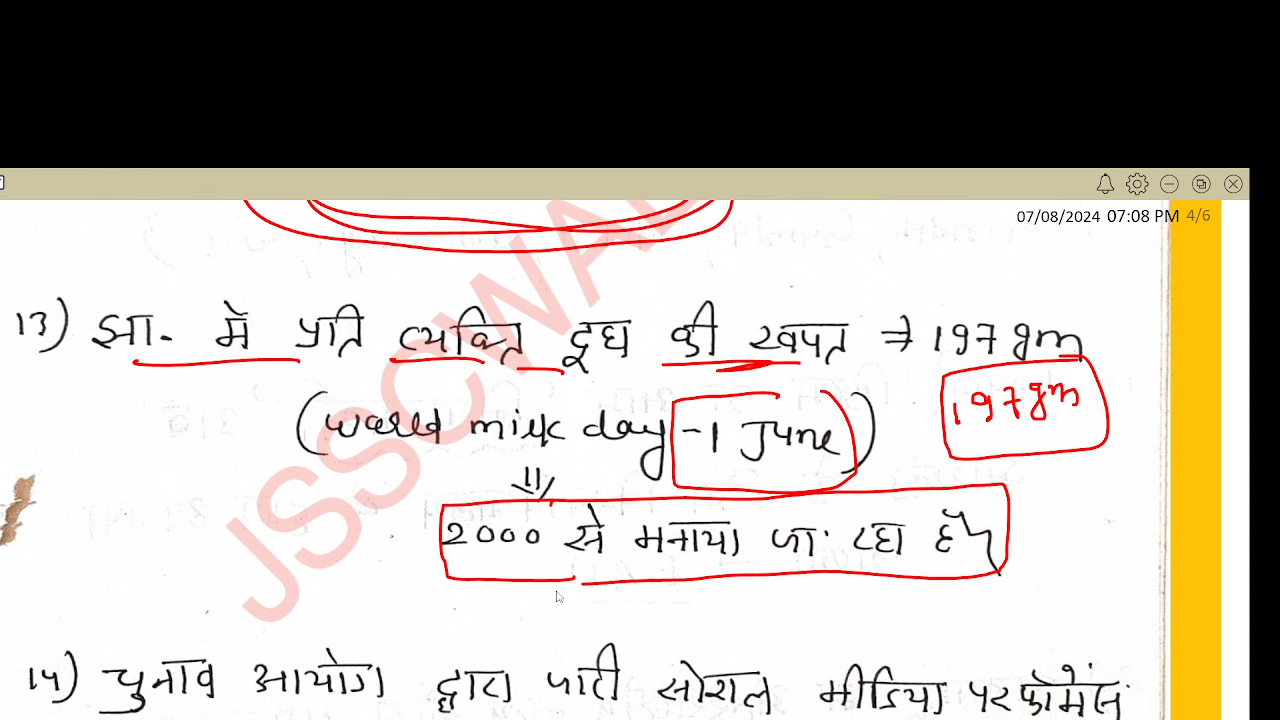 07/08/2024 07:08 PM 4/6
13) झा. में प्रति व्यक्ति दूध की खपत → 197 gm
197 gm
(World milk day - 1 June)
2000 से मनाया जा रहा है
14) चुनाव आयोग द्वारा पार्टी सोशल मीडिया पर
JSSCWAL